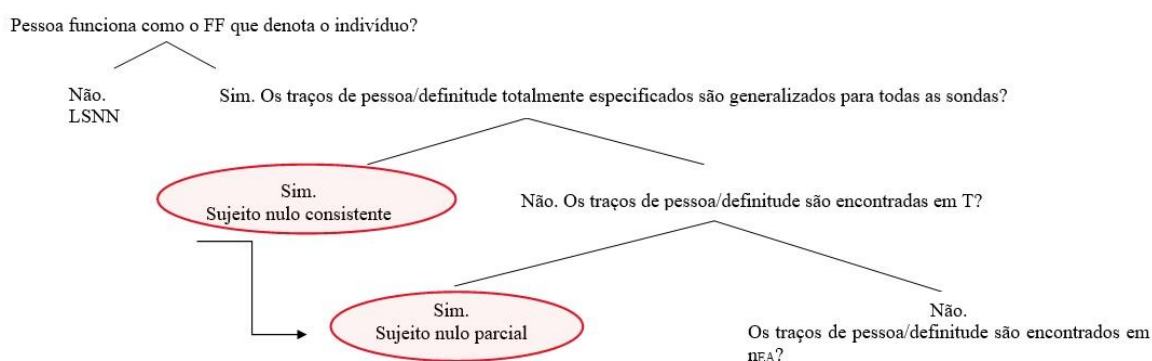 Pessoa funciona como o FF que denota o indivíduo?
Não.
LSNN
Sim. Os traços de pessoa/definitude totalmente especificados são generalizados para todas as sondas?
Sim.
Sujeito nulo consistente
Não. Os traços de pessoa/definitude são encontradas em T?
Sim.
Sujeito nulo parcial
Não.
Os traços de pessoa/definitude são encontrados em
nEA?